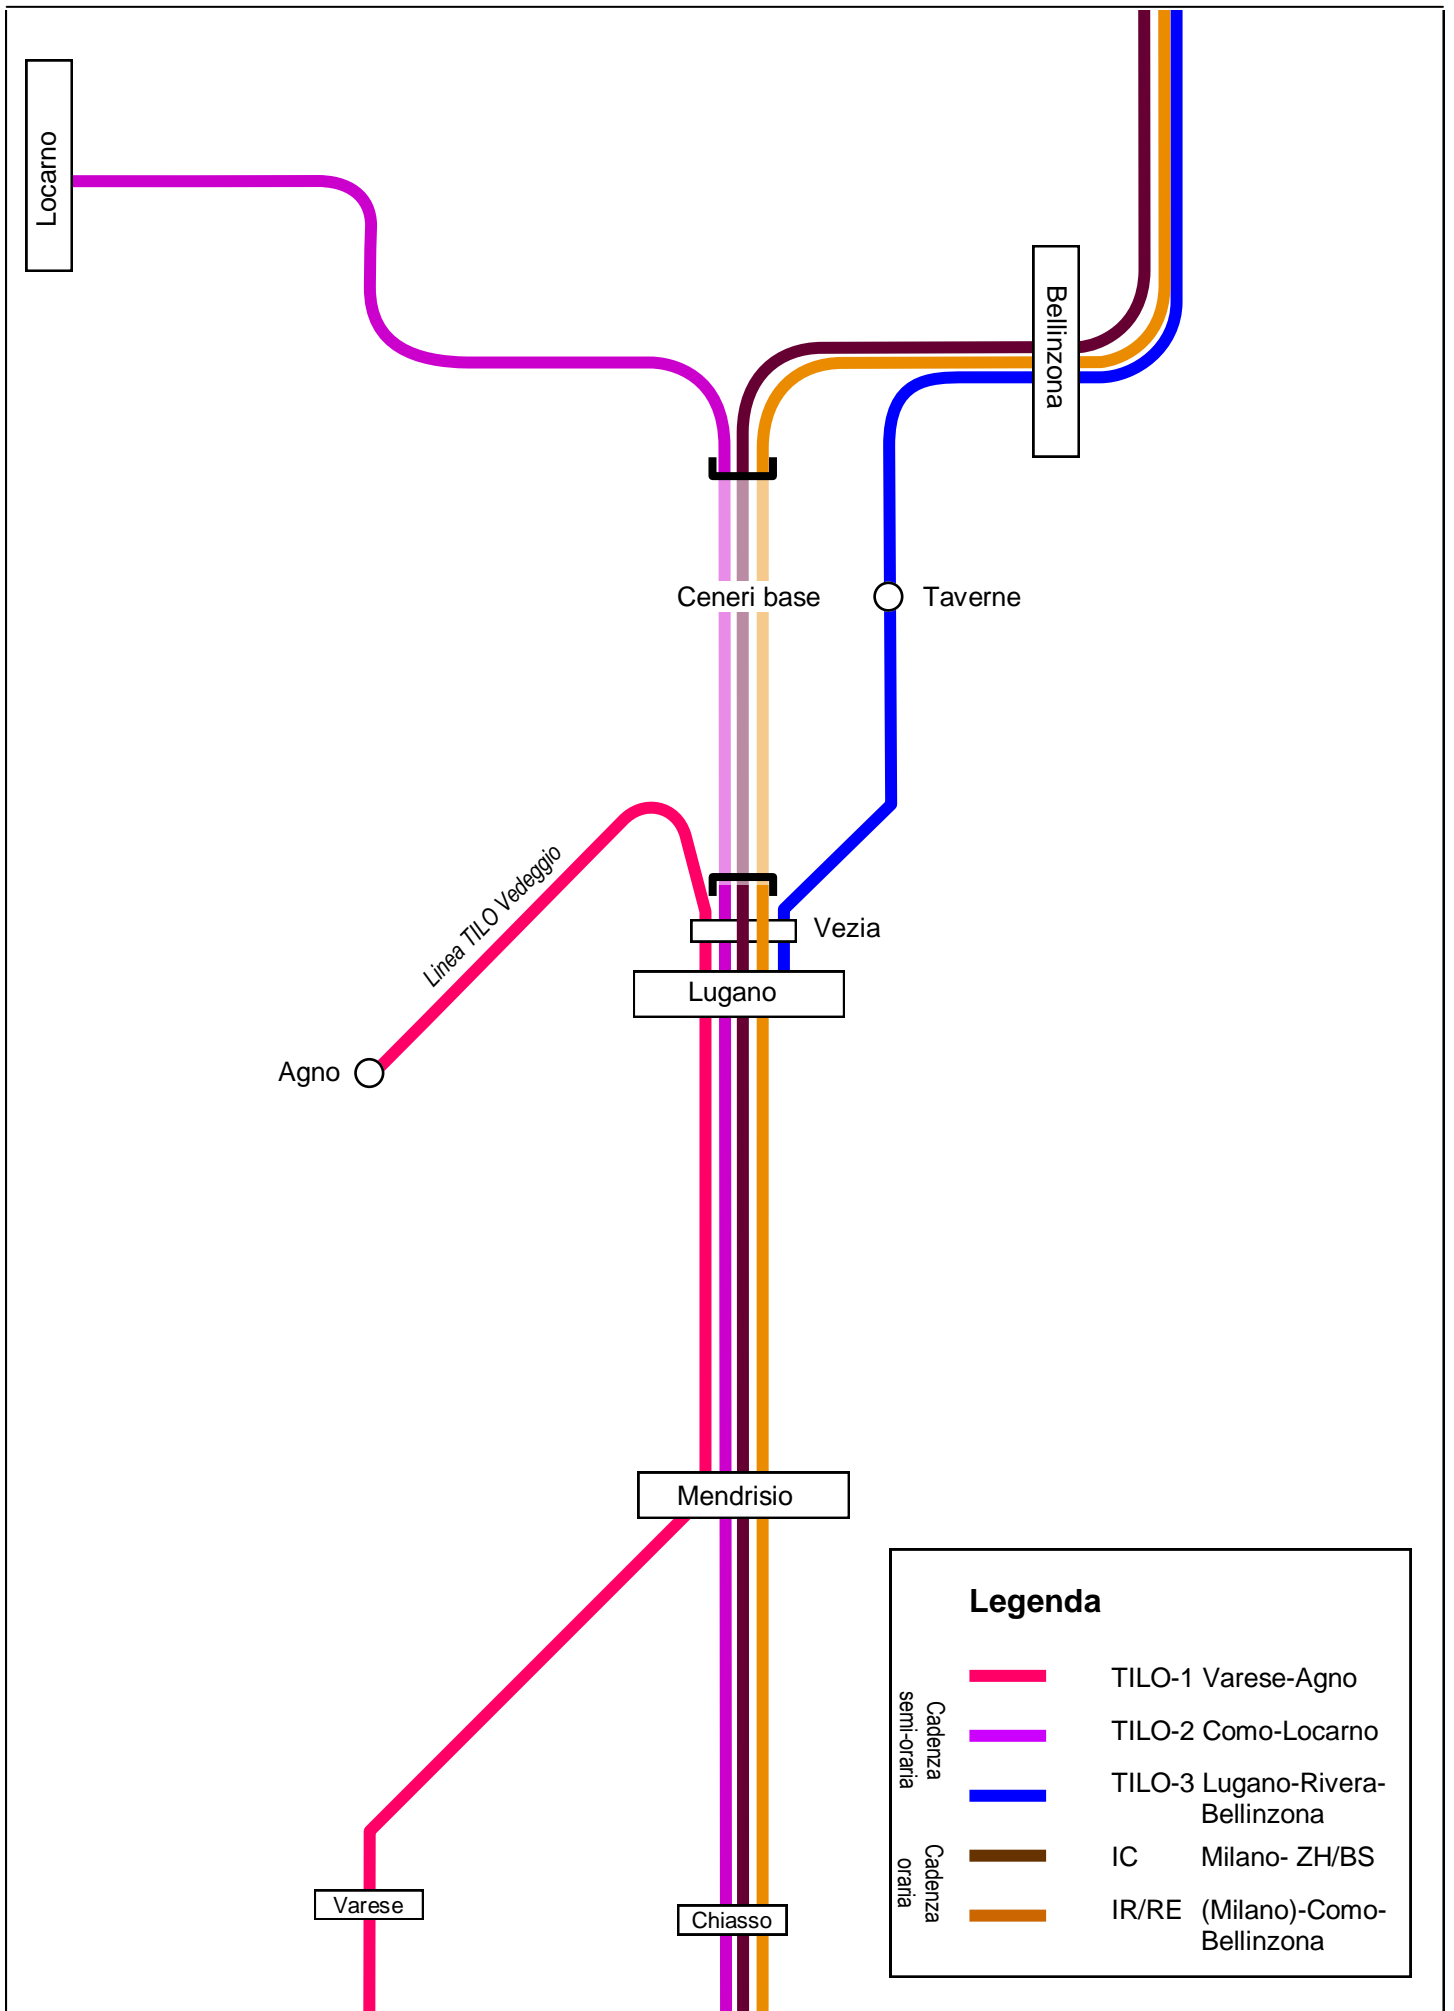 Locarno
Bellinzona
Ceneri base
Taverne
Linea TILO Vedeggio
Vezia
Lugano
Agno
Mendrisio
Varese
Chiasso
Legenda
Cadenza
semi-oraria
TILO-1 Varese-Agno
TILO-2 Como-Locarno
TILO-3 Lugano-Rivera-
Bellinzona
Cadenza
oraria
IC Milano- ZH/BS
IR/RE (Milano)-Como-
Bellinzona